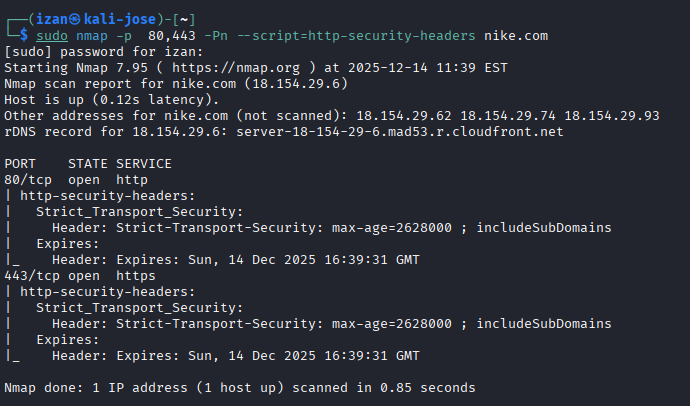 ┌──(izan㉿kali-jose)-[~]
└─$ sudo nmap -p  80,443 -Pn --script=http-security-headers nike.com
[sudo] password for izan:
Starting Nmap 7.95 ( https://nmap.org ) at 2025-12-14 11:39 EST
Nmap scan report for nike.com (18.154.29.6)
Host is up (0.12s latency).
Other addresses for nike.com (not scanned): 18.154.29.62 18.154.29.74 18.154.29.93
rDNS record for 18.154.29.6: server-18-154-29-6.mad53.r.cloudfront.net

PORT    STATE SERVICE
80/tcp  open  http
| http-security-headers:
|   Strict_Transport_Security:
|     Header: Strict-Transport-Security: max-age=2628000 ; includeSubDomains
|   Expires:
|_    Header: Expires: Sun, 14 Dec 2025 16:39:31 GMT
443/tcp open  https
| http-security-headers:
|   Strict_Transport_Security:
|     Header: Strict-Transport-Security: max-age=2628000 ; includeSubDomains
|   Expires:
|_    Header: Expires: Sun, 14 Dec 2025 16:39:31 GMT

Nmap done: 1 IP address (1 host up) scanned in 0.85 seconds